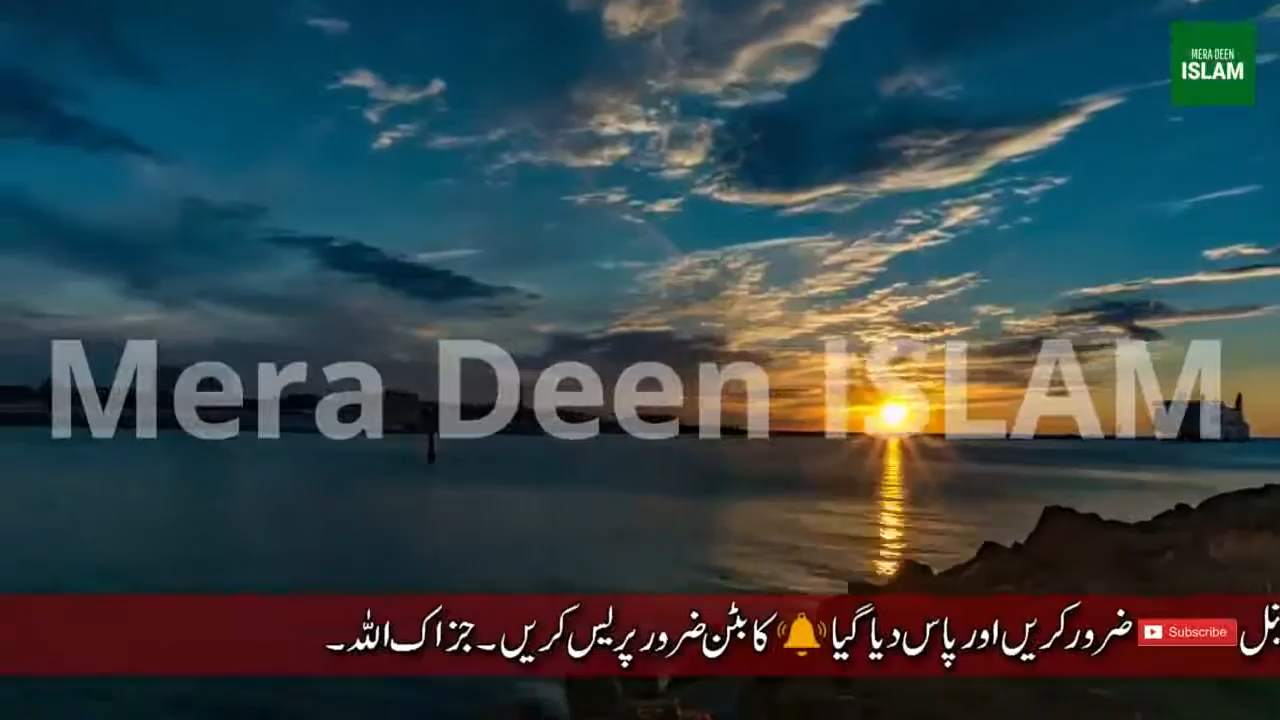 MERA DEEN
ISLAM
Mera Deen ISLAM
Subscribe ضرور کریں اور پاس دیا گیا 🔔 کا بٹن ضرور پریس کریں۔ جزاک اللہ۔